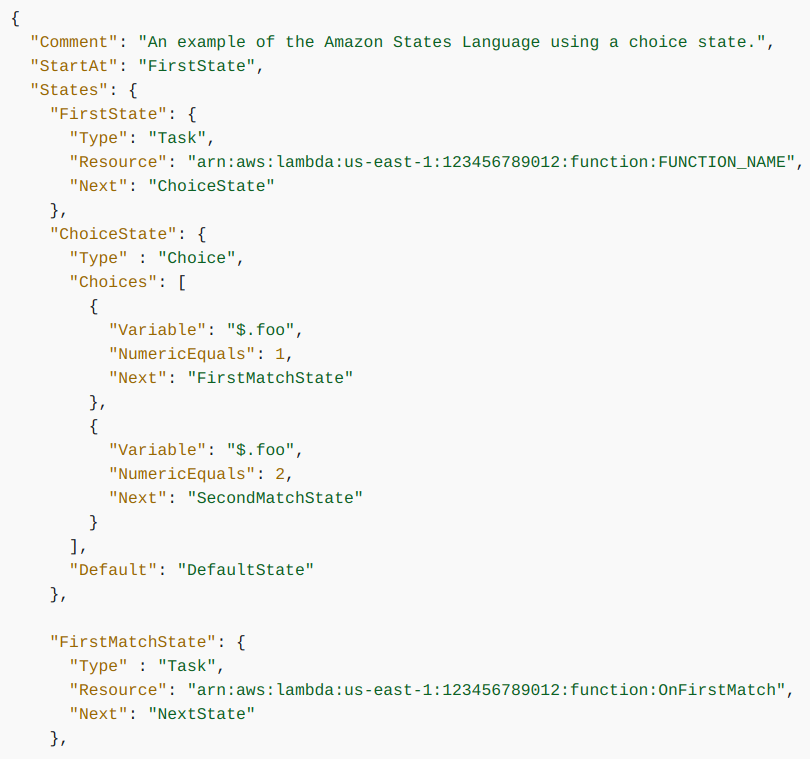 {
  "Comment": "An example of the Amazon States Language using a choice state.",
  "StartAt": "FirstState",
  "States": {
    "FirstState": {
      "Type": "Task",
      "Resource": "arn:aws:lambda:us-east-1:123456789012:function:FUNCTION_NAME",
      "Next": "ChoiceState"
    },
    "ChoiceState": {
      "Type" : "Choice",
      "Choices": [
        {
          "Variable": "$.foo",
          "NumericEquals": 1,
          "Next": "FirstMatchState"
        },
        {
          "Variable": "$.foo",
          "NumericEquals": 2,
          "Next": "SecondMatchState"
        }
      ],
      "Default": "DefaultState"
    },

    "FirstMatchState": {
      "Type" : "Task",
      "Resource": "arn:aws:lambda:us-east-1:123456789012:function:OnFirstMatch",
      "Next": "NextState"
    },